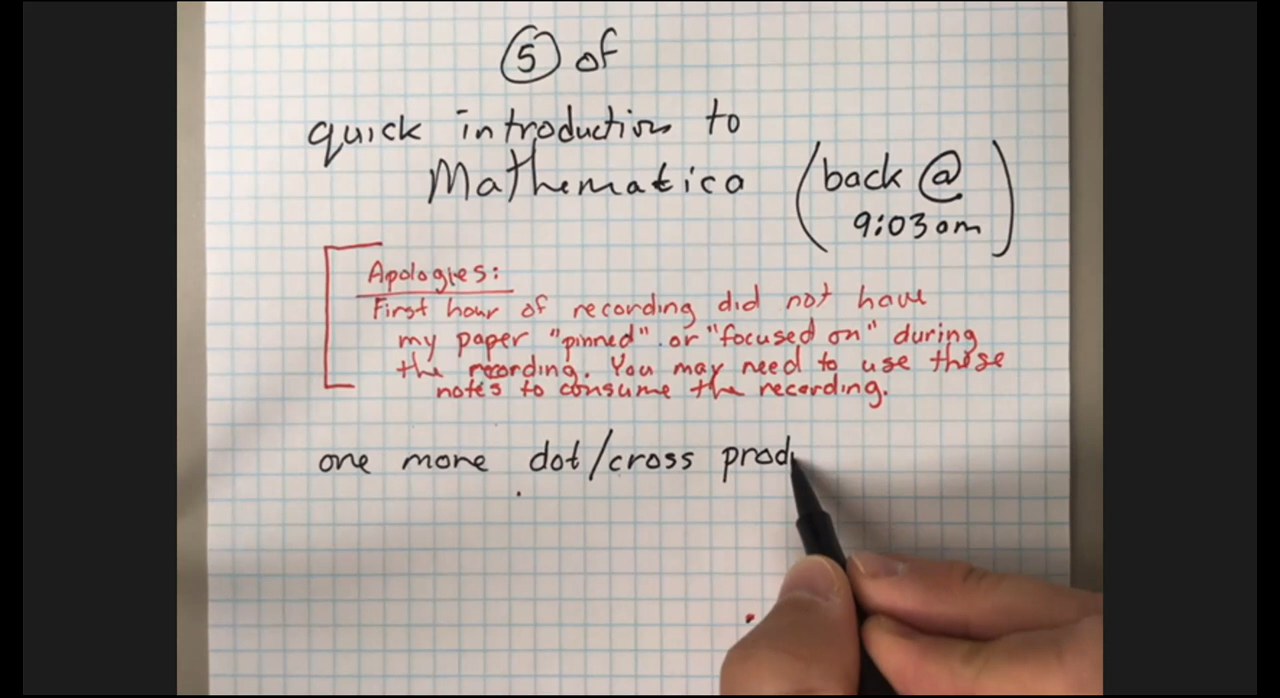 ⑤ of
quick introduction to
Mathematica
(back @
9:03am)
Apologies:
First hour of recording did not have
my paper "pinned" or "focused on" during
the recording. You may need to use these
notes to consume the recording.
one more dot/cross prod